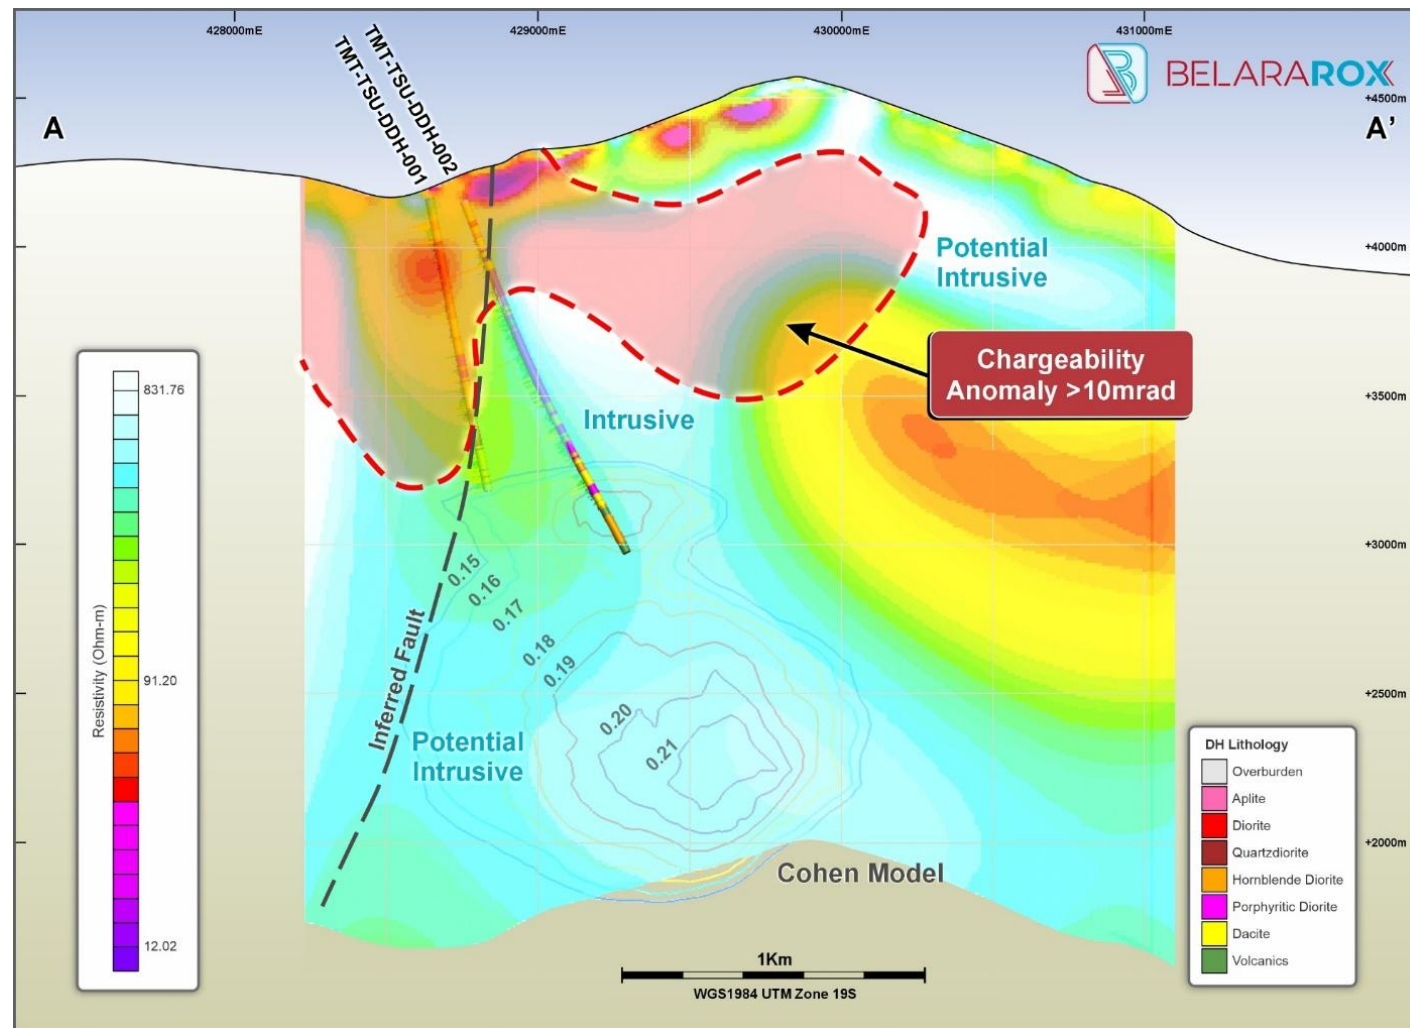 428000mE
429000mE
430000mE
431000mE
TMT-TSU-DDH-002
TMT-TSU-DDH-001
BELARAROX
A
A'
+4500m
+4000m
+3500m
+3000m
+2500m
+2000m
Potential
Intrusive
Chargeability
Anomaly >10mrad
Intrusive
831.76
91.20
12.02
Resistivity (Ohm-m)
0.15
0.16
0.17
0.18
0.19
0.20
0.21
Inferred Fault
Potential
Intrusive
Cohen Model
DH Lithology
Overburden
Aplite
Diorite
Quartzdiorite
Hornblende Diorite
Porphyritic Diorite
Dacite
Volcanics
1Km
WGS1984 UTM Zone 19S